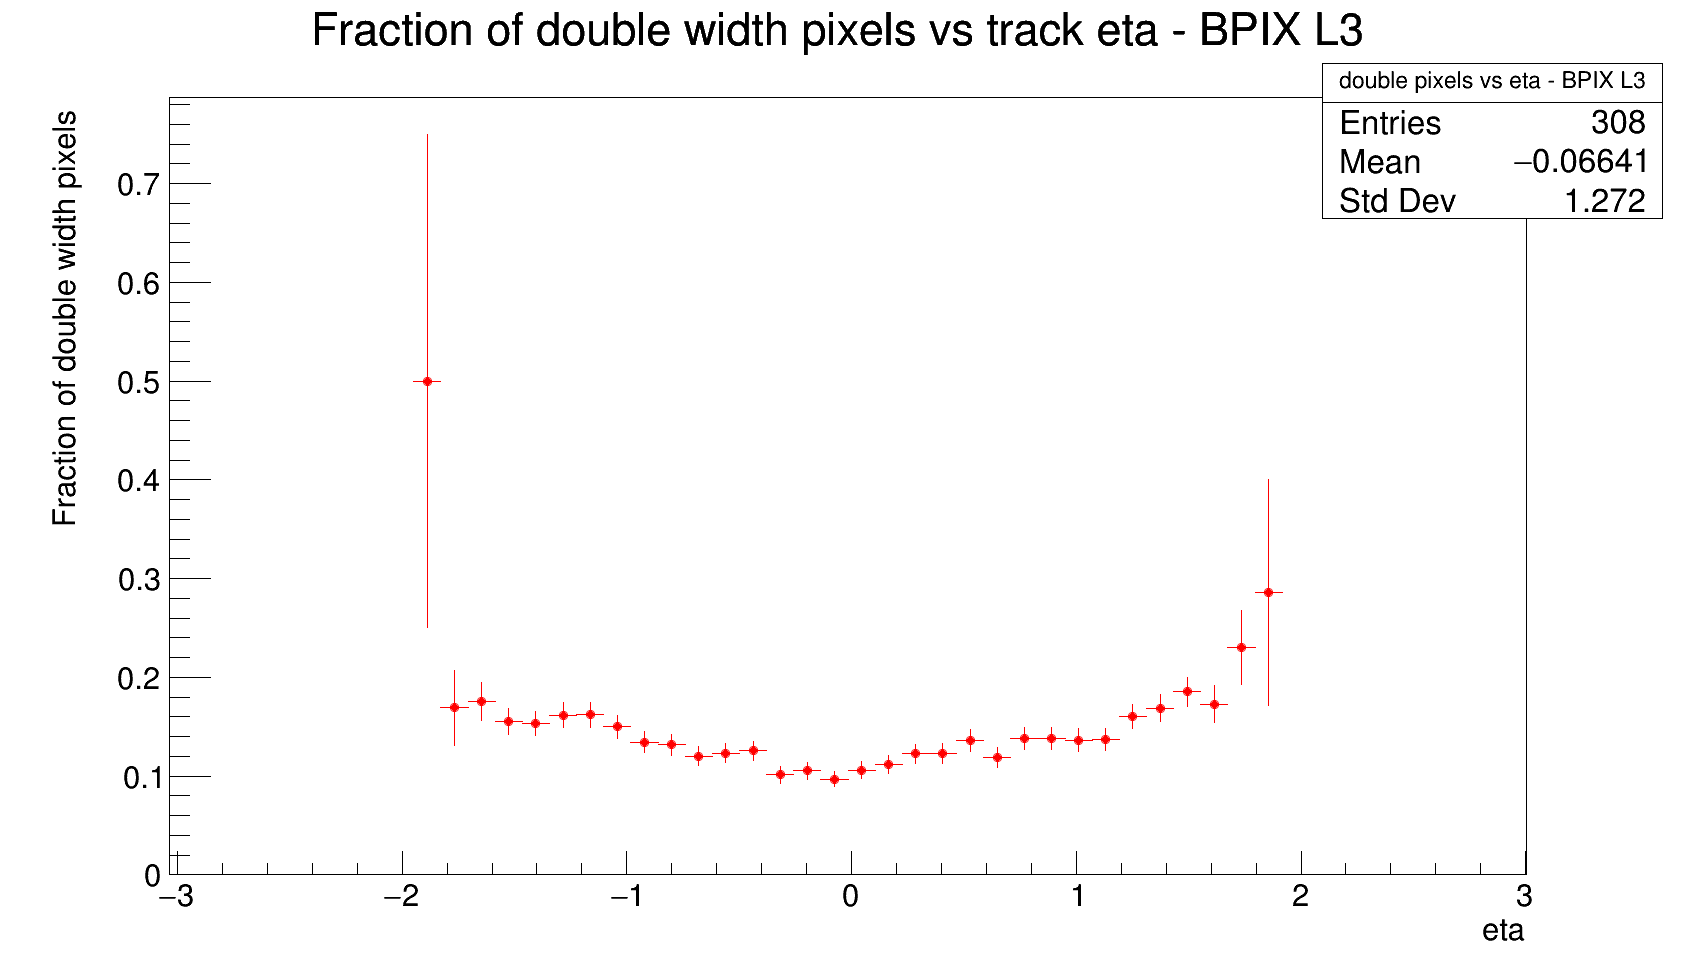 Fraction of double width pixels vs track eta - BPIX L3
double pixels vs eta - BPIX L3
Entries 308
Mean −0.06641
Std Dev 1.272
Fraction of double width pixels
0.7
0.6
0.5
0.4
0.3
0.2
0.1
0
−3 −2 −1 0 1 2 3
eta